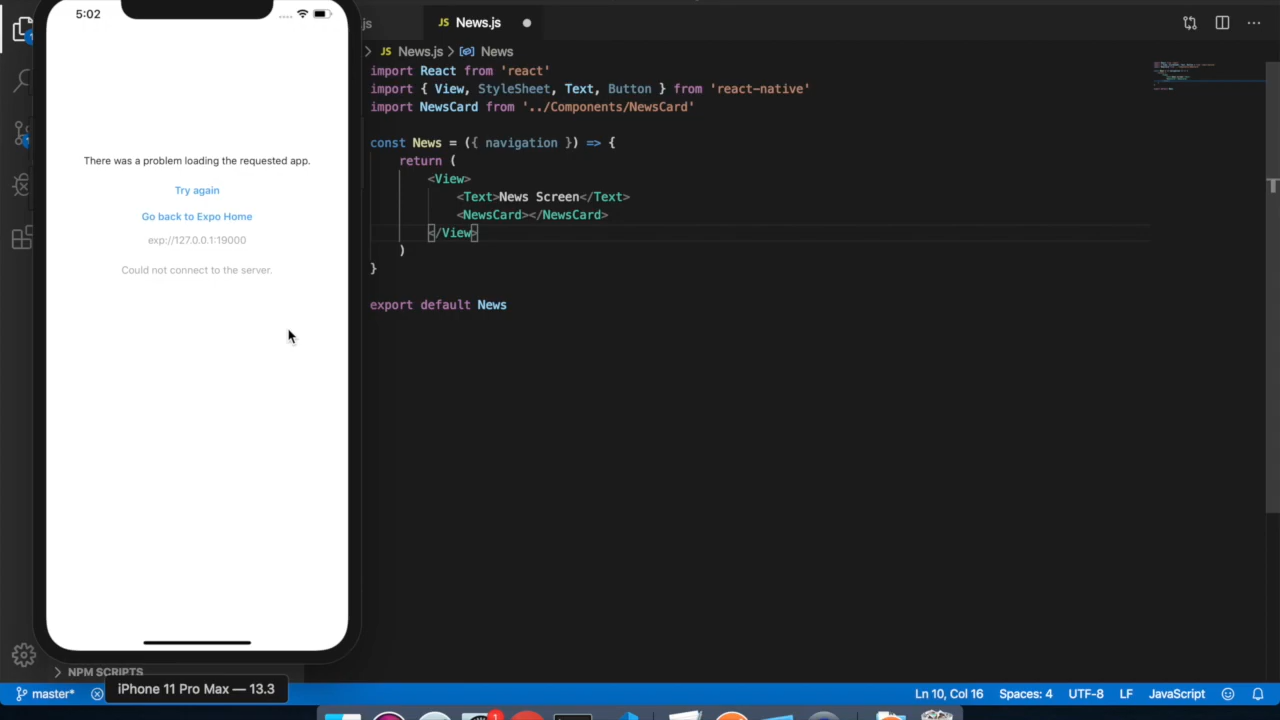 5:02
There was a problem loading the requested app.
Try again
Go back to Expo Home
exp://127.0.0.1:19000
Could not connect to the server.
js
JS News.js
JS News.js > News
import React from 'react'
import { View, StyleSheet, Text, Button } from 'react-native'
import NewsCard from '../Components/NewsCard'
const News = ({ navigation }) => {
return (
<View>
<Text>News Screen</Text>
<NewsCard></NewsCard>
</View>
)
}
export default News
NPM SCRIPTS
iPhone 11 Pro Max — 13.3
master*
Ln 10, Col 16
Spaces: 4
UTF-8
LF
JavaScript
1